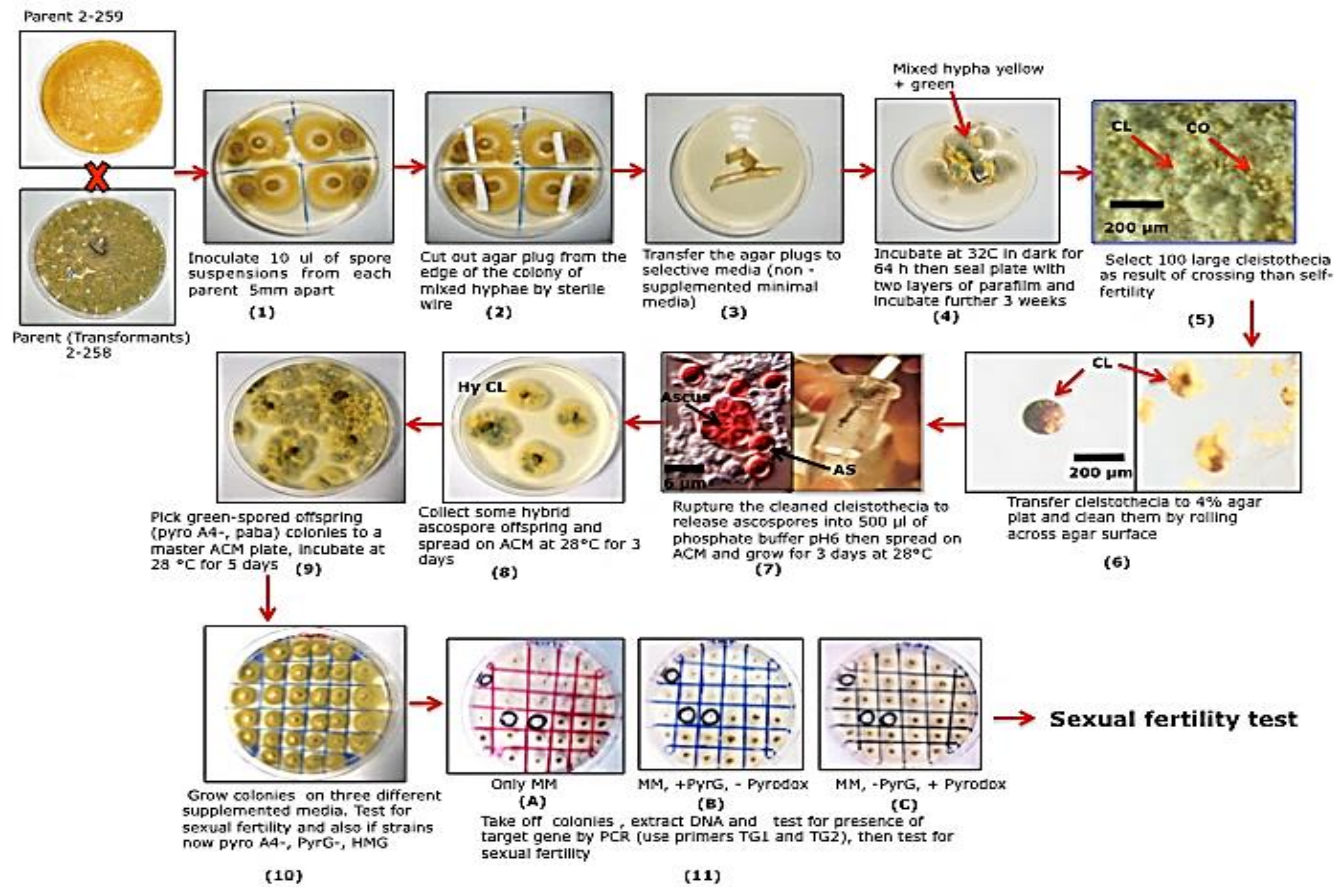 Parent 2-259
X
Parent (Transformants)
2-258
Inoculate 10 ul of spore
suspensions from each
parent 5mm apart
(1)
Cut out agar plug from the
edge of the colony of
mixed hyphae by sterile
wire
(2)
Transfer the agar plugs to
selective media (non -
supplemented minimal
media)
(3)
Mixed hypha yellow
+ green
Incubate at 32C in dark for
64 h then seal plate with
two layers of parafilm and
incubate further 3 weeks
(4)
CL
CO
200 µm
Select 100 large cleistothecia
as result of crossing than self-
fertility
(5)
CL
200 µm
Transfer cleistothecia to 4% agar
plat and clean them by rolling
across agar surface
(6)
Ascus
AS
6 µm
Rupture the cleaned cleistothecia to
release ascospores into 500 µl of
phosphate buffer pH6 then spread on
ACM and grow for 3 days at 28°C
(7)
Hy CL
Collect some hybrid
ascospore offspring and
spread on ACM at 28°C for 3
days
(8)
Pick green-spored offspring
(pyro A4-, paba) colonies to a
master ACM plate, incubate at
28 °C for 5 days
(9)
Grow colonies on three different
supplemented media. Test for
sexual fertility and also if strains
now pyro A4-, PyrG-, HMG
(10)
Only MM
(A)
MM, +PyrG, - Pyrodox
(B)
MM, -PyrG, + Pyrodox
(C)
Take off colonies , extract DNA and test for presence of
target gene by PCR (use primers TG1 and TG2), then test for
sexual fertility
(11)
Sexual fertility test